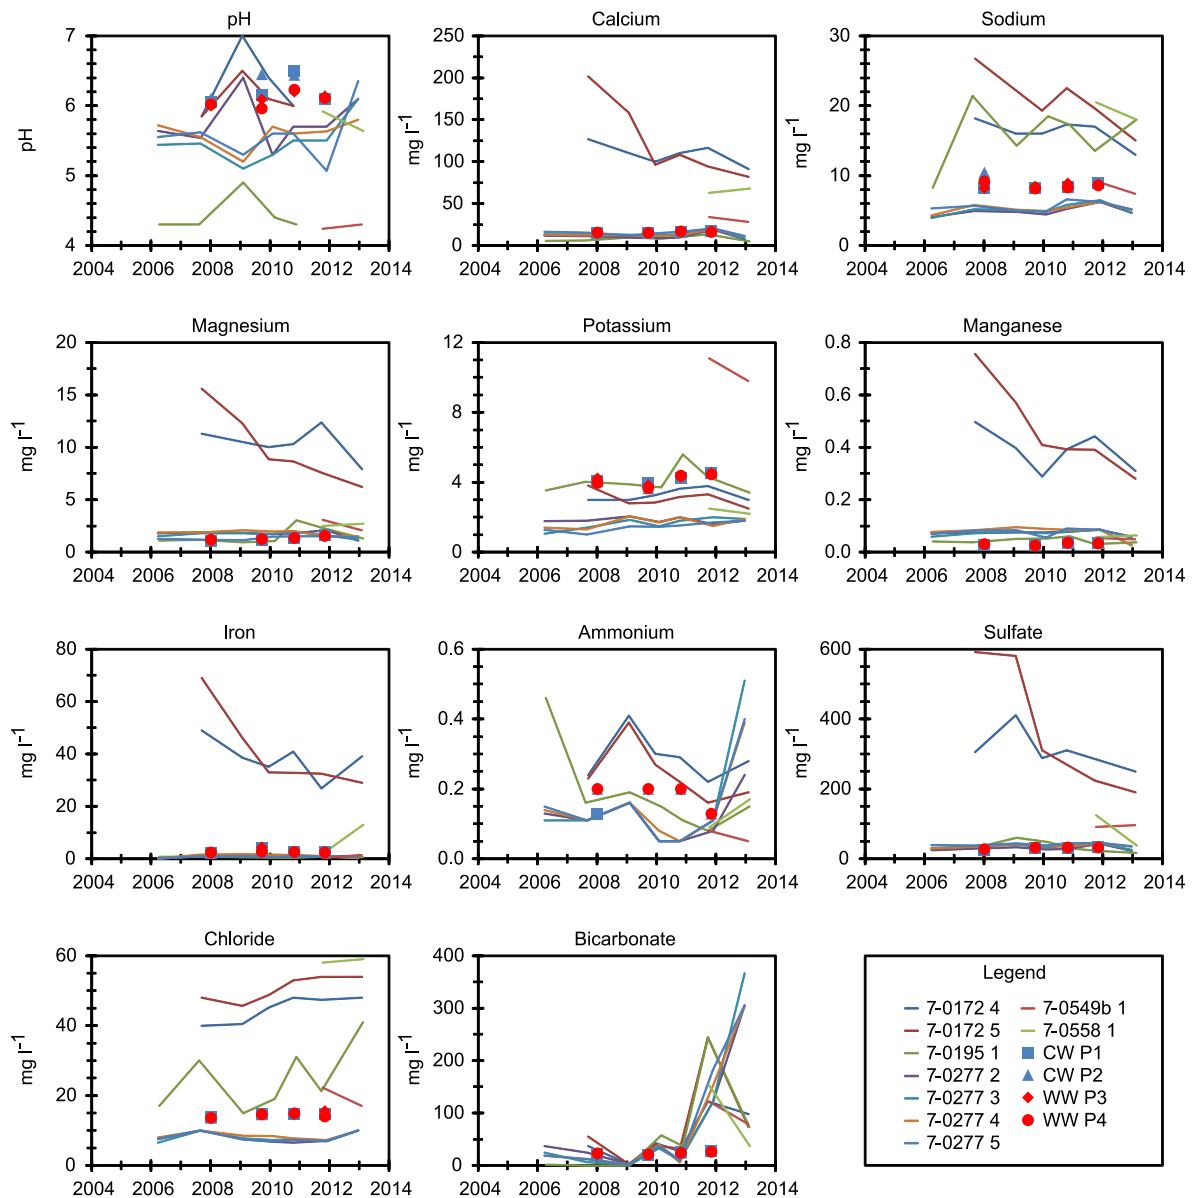 pH
Calcium
Sodium
7
6
5
4
pH
2004 2006 2008 2010 2012 2014
250
200
150
100
50
0
mg l⁻¹
2004 2006 2008 2010 2012 2014
30
20
10
0
mg l⁻¹
2004 2006 2008 2010 2012 2014
Magnesium
Potassium
Manganese
20
15
10
5
0
mg l⁻¹
2004 2006 2008 2010 2012 2014
12
8
4
0
mg l⁻¹
2004 2006 2008 2010 2012 2014
0.8
0.6
0.4
0.2
0.0
mg l⁻¹
2004 2006 2008 2010 2012 2014
Iron
Ammonium
Sulfate
80
60
40
20
0
mg l⁻¹
2004 2006 2008 2010 2012 2014
0.6
0.4
0.2
0.0
mg l⁻¹
2004 2006 2008 2010 2012 2014
600
400
200
0
mg l⁻¹
2004 2006 2008 2010 2012 2014
Chloride
Bicarbonate
60
40
20
0
mg l⁻¹
2004 2006 2008 2010 2012 2014
400
300
200
100
0
mg l⁻¹
2004 2006 2008 2010 2012 2014
Legend
7-0172 4
7-0172 5
7-0195 1
7-0277 2
7-0277 3
7-0277 4
7-0277 5
7-0549b 1
7-0558 1
CW P1
CW P2
WW P3
WW P4